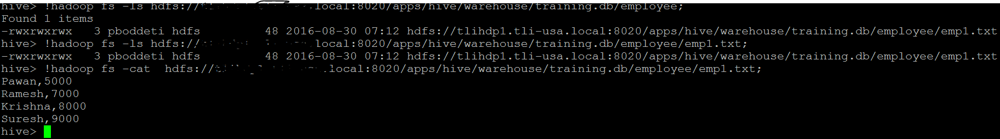 hive> !hadoop fs -ls hdfs:// .local:8020/apps/hive/warehouse/training.db/employee;
Found 1 items
-rwxrwxrwx   3 pboddeti hdfs         48 2016-08-30 07:12 hdfs://tlihdp1.tli-usa.local:8020/apps/hive/warehouse/training.db/employee/emp1.txt
hive> !hadoop fs -ls hdfs:// .local:8020/apps/hive/warehouse/training.db/employee/emp1.txt;
-rwxrwxrwx   3 pboddeti hdfs         48 2016-08-30 07:12 hdfs://tlihdp1.tli-usa.local:8020/apps/hive/warehouse/training.db/employee/emp1.txt
hive> !hadoop fs -cat  hdfs:// .local:8020/apps/hive/warehouse/training.db/employee/emp1.txt;
Pawan,5000
Ramesh,7000
Krishna,8000
Suresh,9000
hive>